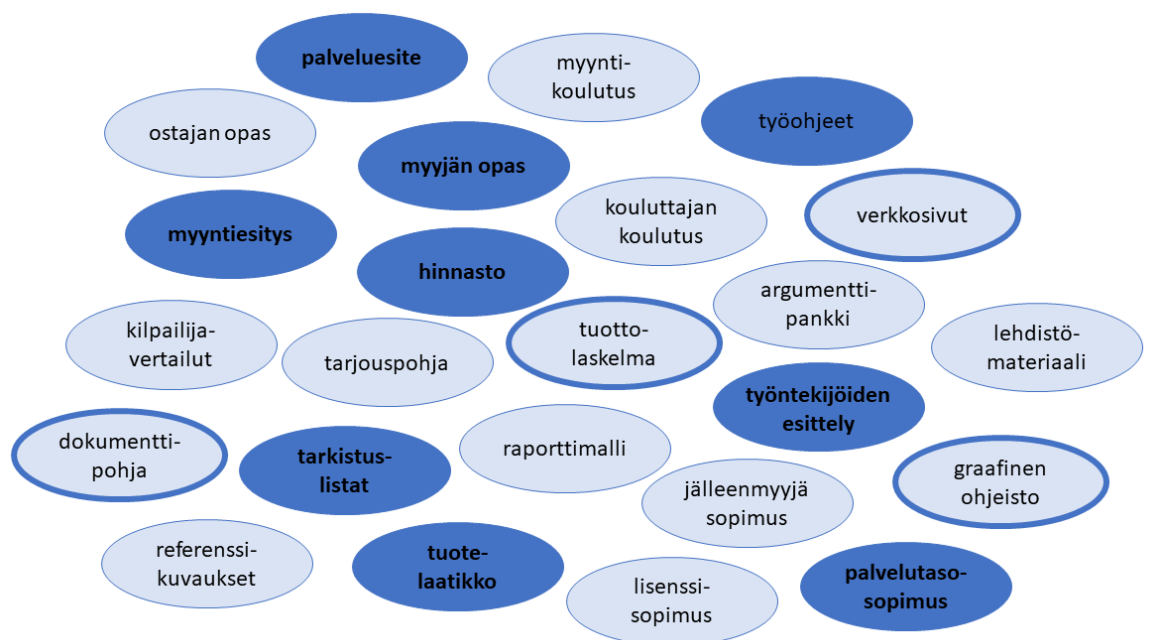 palveluesite
myynti-
koulutus
ostajan opas
työohjeet
myyjän opas
myyntiesitys
kouluttajan
koulutus
verkkosivut
hinnasto
argumentti-
pankki
kilpailija-
vertailut
tarjouspohja
tuotto-
laskelma
lehdistö-
materiaali
työntekijöiden
esittely
dokumentti-
pohja
tarkistus-
listat
raporttimalli
jälleenmyyjä
sopimus
graafinen
ohjeisto
referenssi-
kuvaukset
tuote-
laatikko
lisenssi-
sopimus
palvelutaso-
sopimus